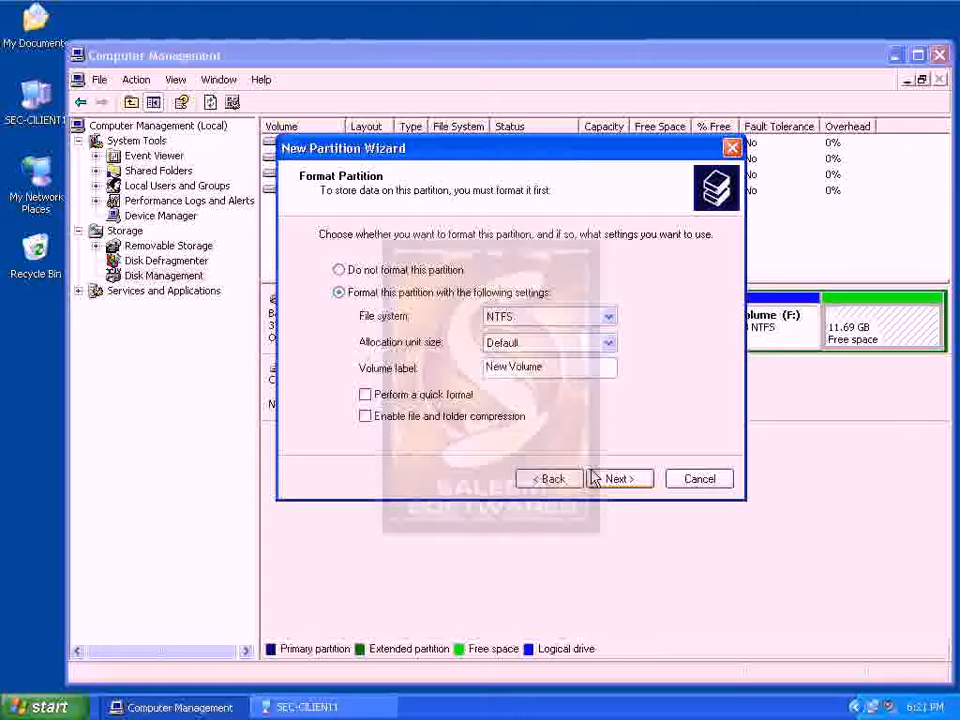 My Documents
SEC-CILIENT1
My Network
Places
Recycle Bin
Computer Management
File Action View Window Help
Computer Management (Local)
System Tools
Event Viewer
Shared Folders
Local Users and Groups
Performance Logs and Alerts
Device Manager
Storage
Removable Storage
Disk Defragmenter
Disk Management
Services and Applications
Volume Layout Type File System Status Capacity Free Space % Free Fault Tolerance Overhead
No 0%
No 0%
No 0%
No 0%
New Partition Wizard
Format Partition
To store data on this partition, you must format it first.
Choose whether you want to format this partition, and if so, what settings you want to use.
Do not format this partition
Format this partition with the following settings:
File system: NTFS
Allocation unit size: Default
Volume label: New Volume
Perform a quick format
Enable file and folder compression
< Back Next > Cancel
SALEEM
SOFTWARES
olume (F:)
NTFS
11.69 GB
Free space
Primary partition Extended partition Free space Logical drive
start Computer Management SEC-CILIENT1 6:21 PM